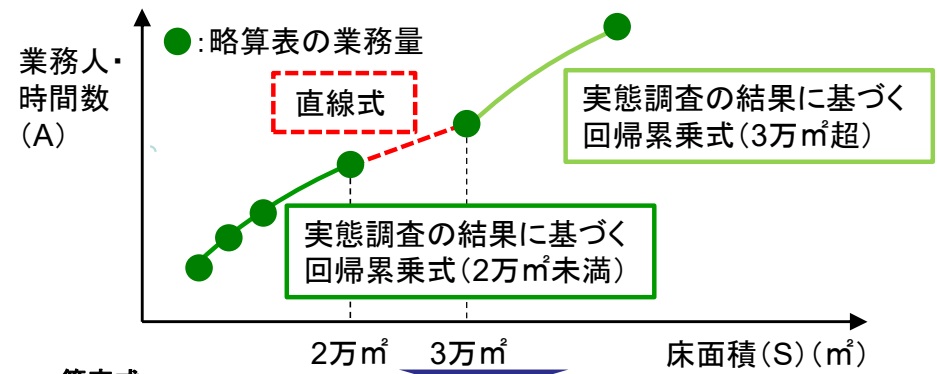 業務人・
時間数
(A)
●:略算表の業務量
直線式
実態調査の結果に基づく
回帰累乗式(3万㎡超)
実態調査の結果に基づく
回帰累乗式(2万㎡未満)
2万㎡ 3万㎡ 床面積(S)(㎡)